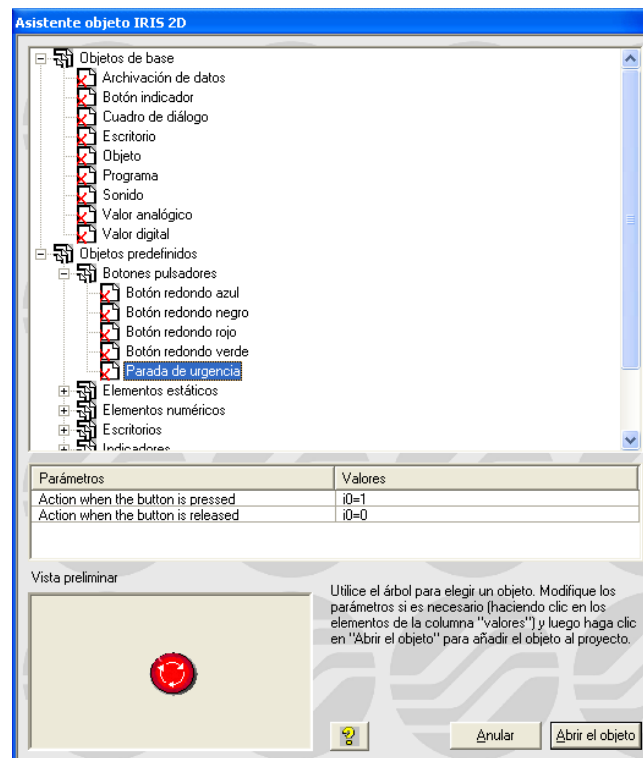 Asistente objeto IRIS 2D
Objetos de base
Archivación de datos
Botón indicador
Cuadro de diálogo
Escritorio
Objeto
Programa
Sonido
Valor analógico
Valor digital
Objetos predefinidos
Botones pulsadores
Botón redondo azul
Botón redondo negro
Botón redondo rojo
Botón redondo verde
Parada de urgencia
Elementos estáticos
Elementos numéricos
Escritorios
Indicadores
Parámetros Valores
Action when the button is pressed i0=1
Action when the button is released i0=0
Vista preliminar
Utilice el árbol para elegir un objeto. Modifique los
parámetros si es necesario (haciendo clic en los
elementos de la columna "valores") y luego haga clic
en "Abrir el objeto" para añadir el objeto al proyecto.
Anular Abrir el objeto